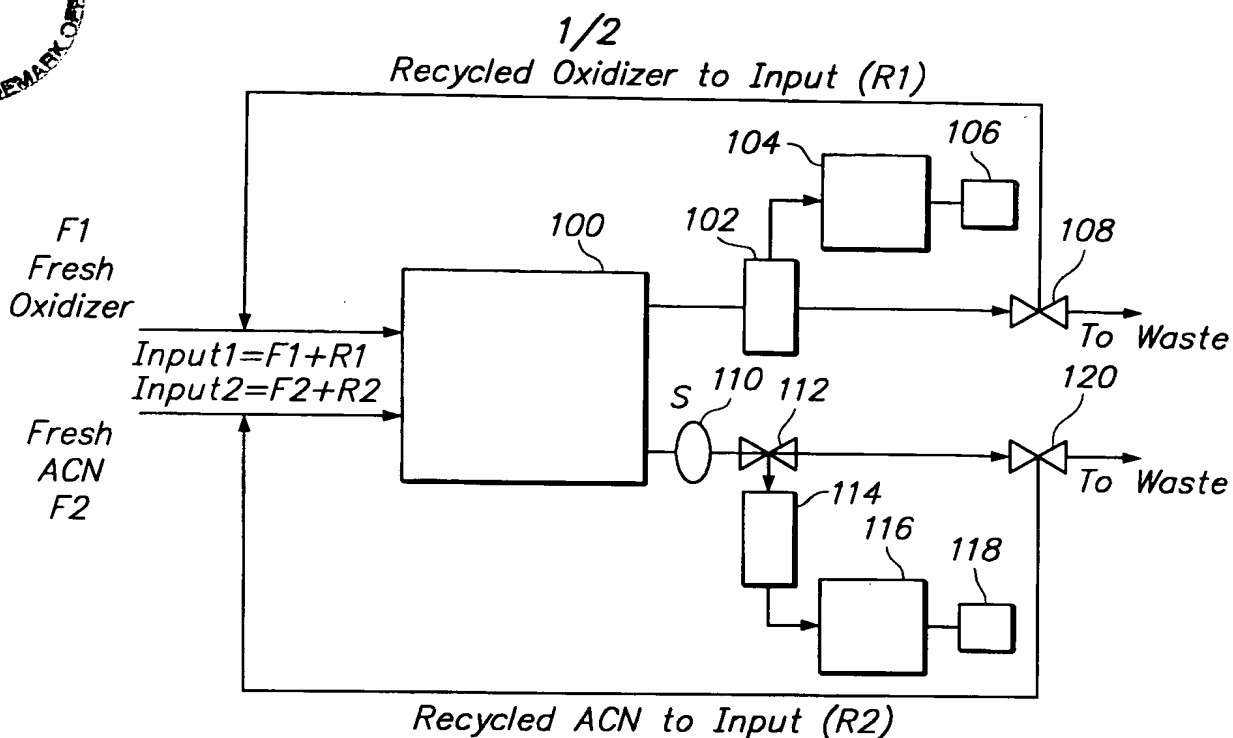 EMARK OF
1/2
Recycled Oxidizer to Input (R1)
106
104
100
102
108
F1
Fresh
Oxidizer
To Waste
Input1=F1+R1
Input2=F2+R2
S
110
112
120
Fresh
ACN
F2
To Waste
114
116
118
Recycled ACN to Input (R2)